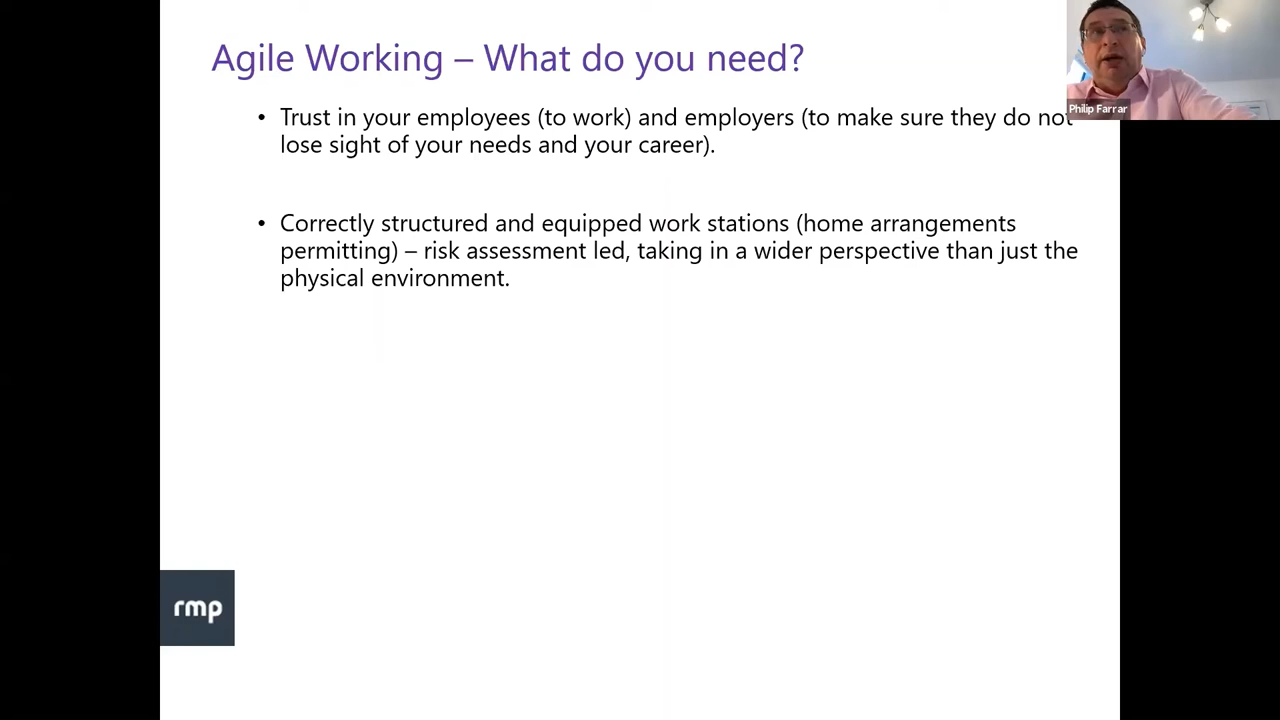 Agile Working – What do you need?
Philip Farrar
• Trust in your employees (to work) and employers (to make sure they do not
lose sight of your needs and your career).
• Correctly structured and equipped work stations (home arrangements
permitting) – risk assessment led, taking in a wider perspective than just the
physical environment.
rmp